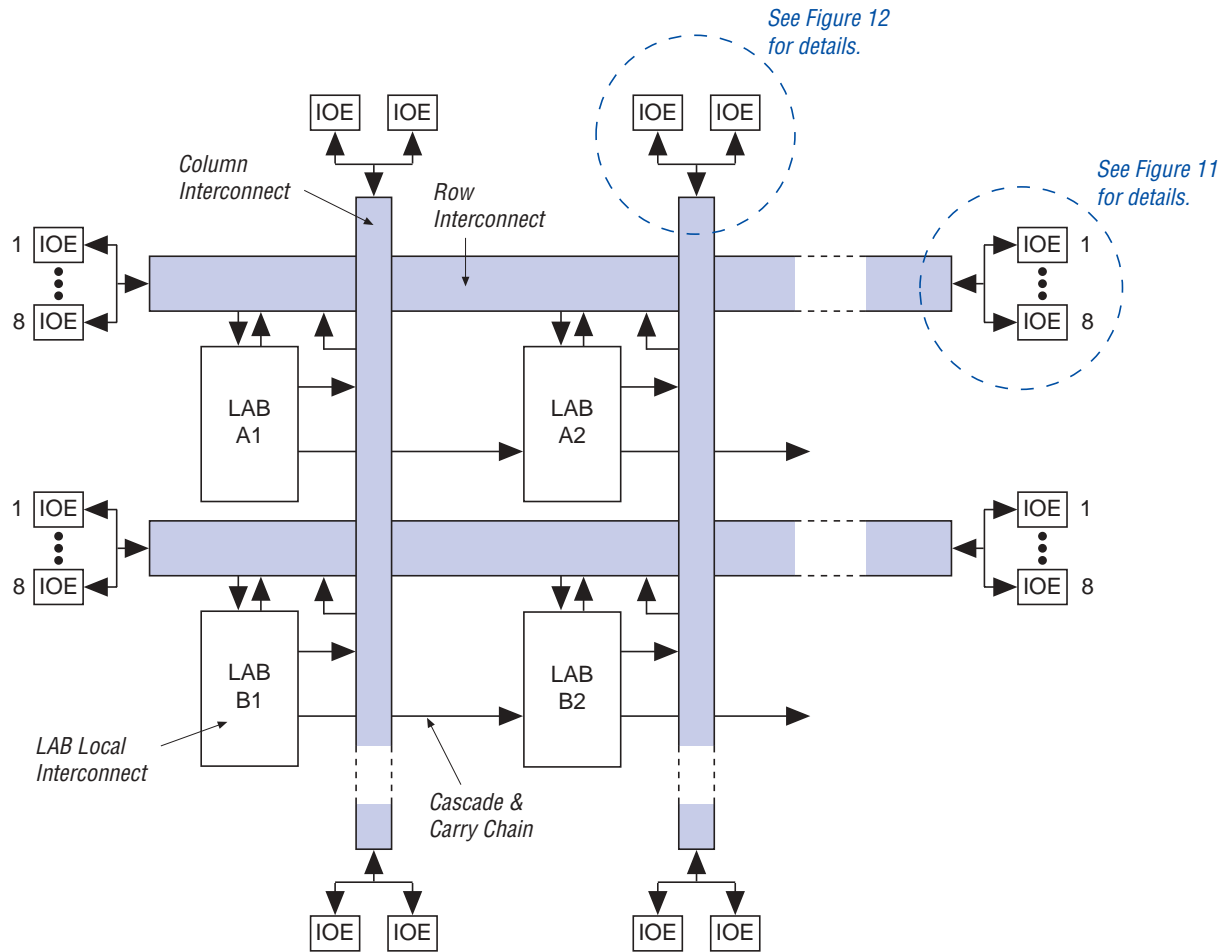 See Figure 12
for details.
IOE
IOE
IOE
IOE
Column
Interconnect
Row
Interconnect
See Figure 11
for details.
1
IOE
8
IOE
IOE
1
IOE
8
LAB
A1
LAB
A2
1
IOE
8
IOE
IOE
1
IOE
8
LAB
B1
LAB
B2
LAB Local
Interconnect
Cascade &
Carry Chain
IOE
IOE
IOE
IOE